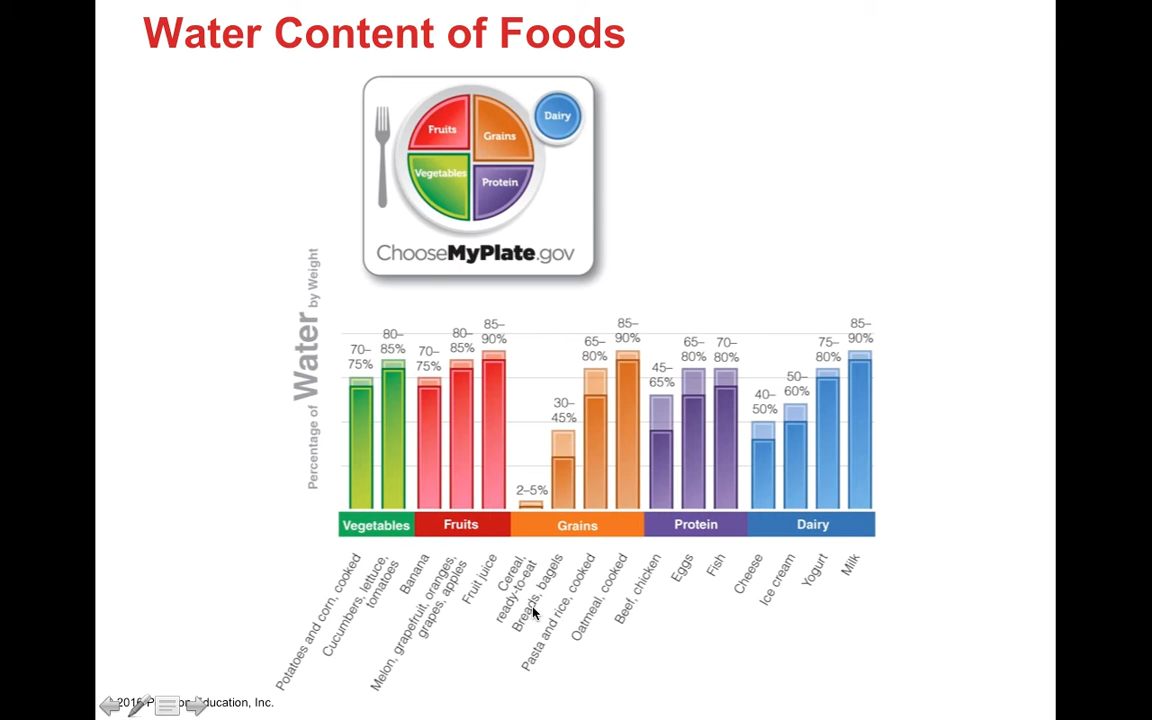 Water Content of Foods
Fruits
Grains
Dairy
Vegetables
Protein
ChooseMyPlate.gov
Percentage of Water by Weight
70–
75%
80–
85%
70–
75%
80–
85%
85–
90%
2–5%
30–
45%
65–
80%
85–
90%
45–
65%
65–
80%
70–
80%
40–
50%
50–
60%
75–
80%
85–
90%
Vegetables
Fruits
Grains
Protein
Dairy
Potatoes and corn, cooked
Cucumbers, lettuce,
tomatoes
Banana
Melon, grapefruit, oranges,
grapes, apples
Fruit juice
Cereal,
ready-to-eat
Breads, bagels
Pasta and rice, cooked
Oatmeal, cooked
Beef, chicken
Eggs
Fish
Cheese
Ice cream
Yogurt
Milk
Education, Inc.